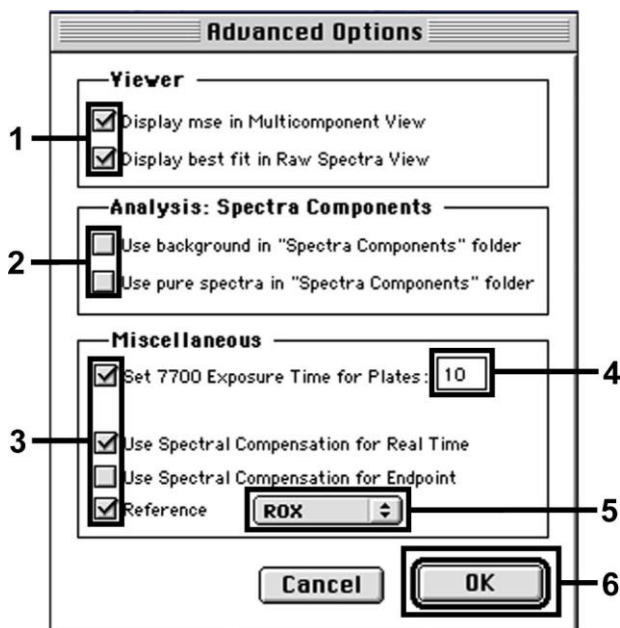 Advanced Options
Viewer
1
Display mse in Multicomponent View
Display best fit in Raw Spectra View
Analysis: Spectra Components
2
Use background in "Spectra Components" folder
Use pure spectra in "Spectra Components" folder
Miscellaneous
Set 7700 Exposure Time for Plates: 10
4
3
Use Spectral Compensation for Real Time
Use Spectral Compensation for Endpoint
Reference ROX
5
Cancel OK
6